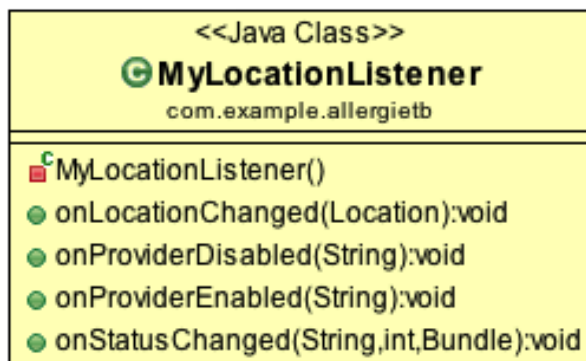 <<Java Class>>
C MyLocationListener
com.example.allergietb
C MyLocationListener()
onLocationChanged(Location):void
onProviderDisabled(String):void
onProviderEnabled(String):void
onStatusChanged(String,int,Bundle):void